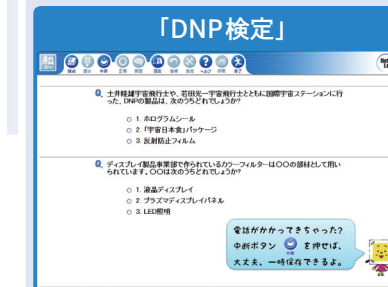 「DNP検定」
Q. 土井隆雄宇宙飛行士や、若田光一宇宙飛行士とともに国際宇宙ステーションに行
った、DNPの製品は、次のうちどれでしょうか？
1. ホログラムシール
2. 「宇宙日本食」パッケージ
3. 反射防止フィルム
Q. ディスプレイ製品事業部で作られているカラーフィルターは〇〇の部材として用い
られています。〇〇は次のうちどれでしょうか？
1. 液晶ディスプレイ
2. プラズマディスプレイパネル
3. LED照明
電話がかかってきちゃった？
中断ボタン 中断 を押せば、
大丈夫、一時保存できるよ。